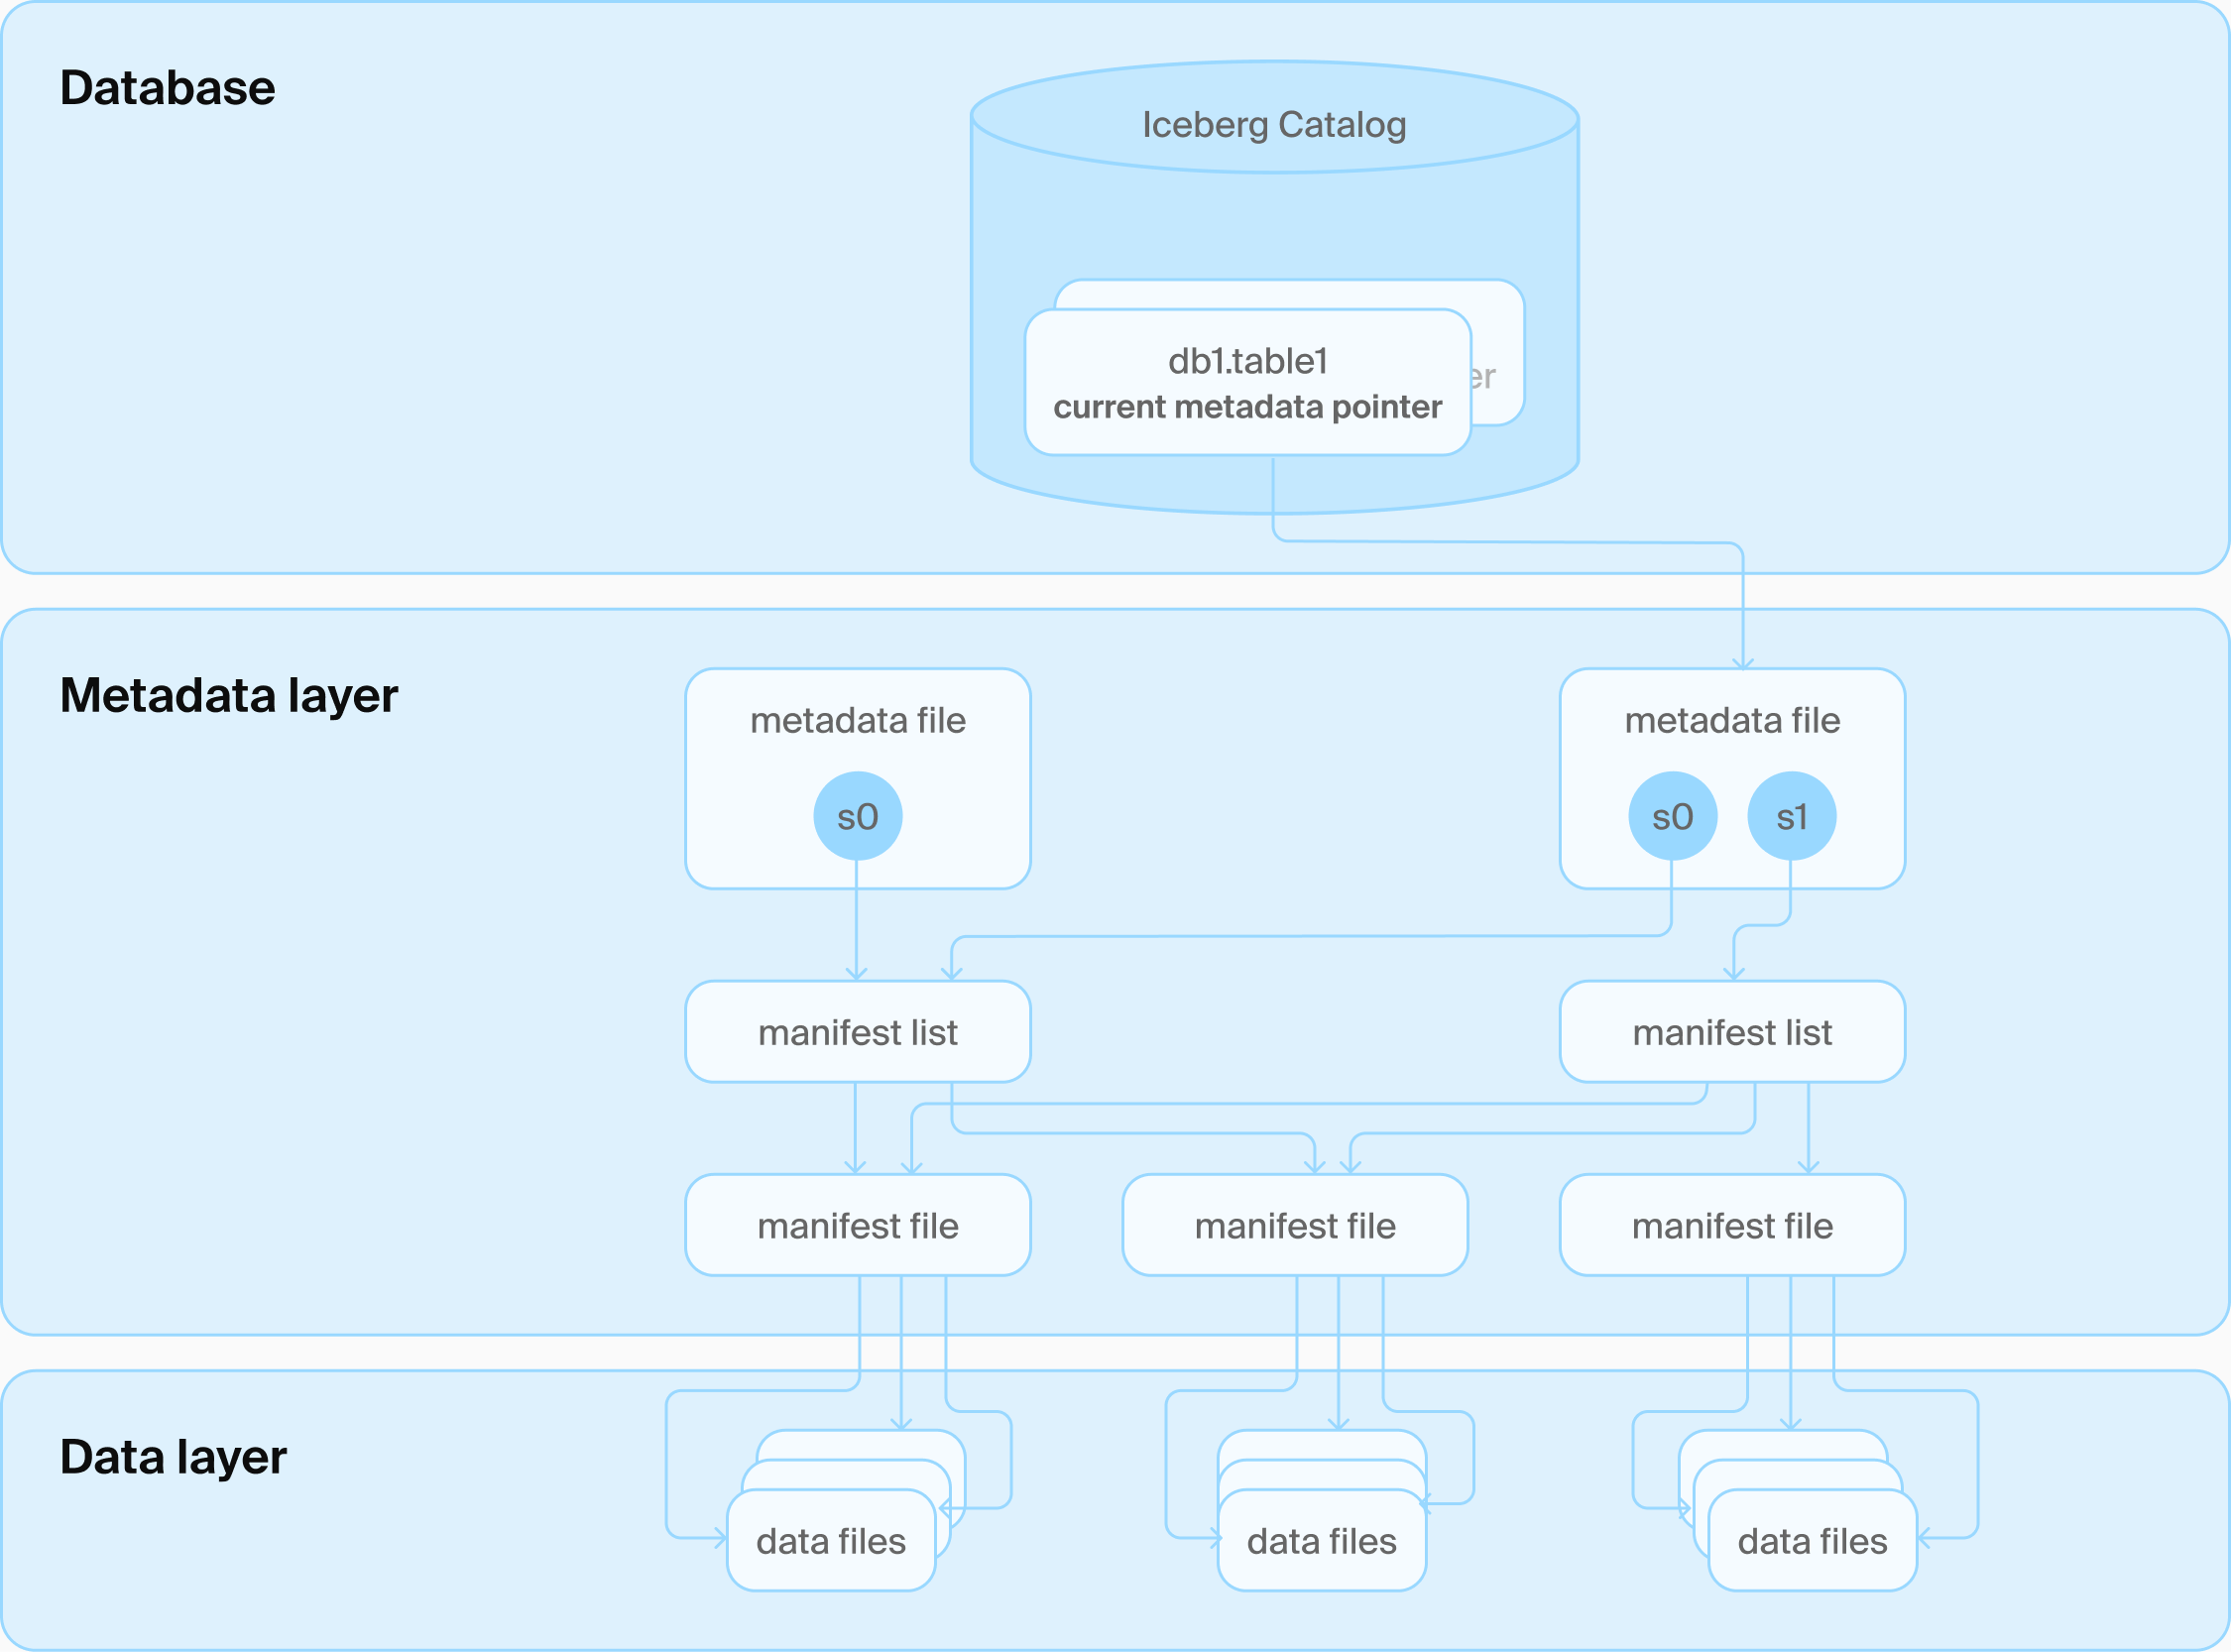 Database
Iceberg Catalog
db1.table1
current metadata pointer
er
Metadata layer
metadata file
metadata file
s0
s0
s1
manifest list
manifest list
manifest file
manifest file
manifest file
Data layer
data files
data files
data files